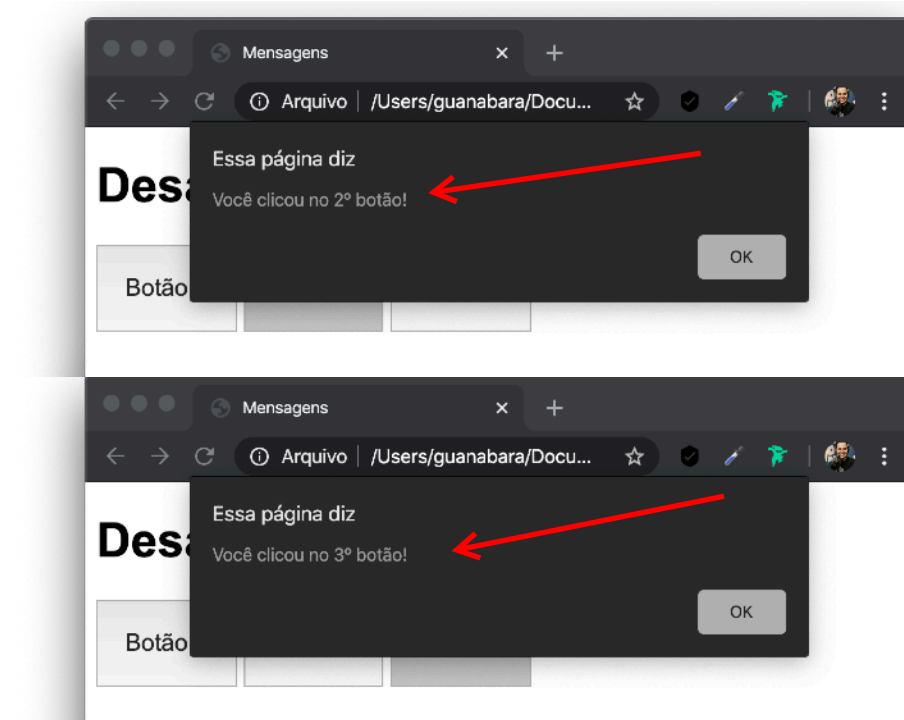 Mensagens
Arquivo /Users/guanabara/Docu...
Essa página diz
Você clicou no 2º botão!
OK
Desa
Botão
Mensagens
Arquivo /Users/guanabara/Docu...
Essa página diz
Você clicou no 3º botão!
OK
Desa
Botão